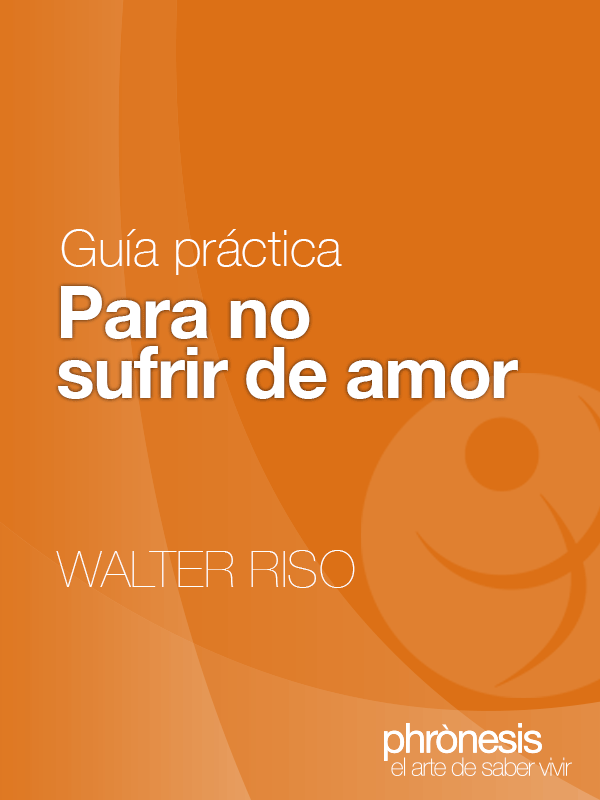 Guía práctica
Para no
sufrir de amor
WALTER RISO
phrònesis
el arte de saber vivir